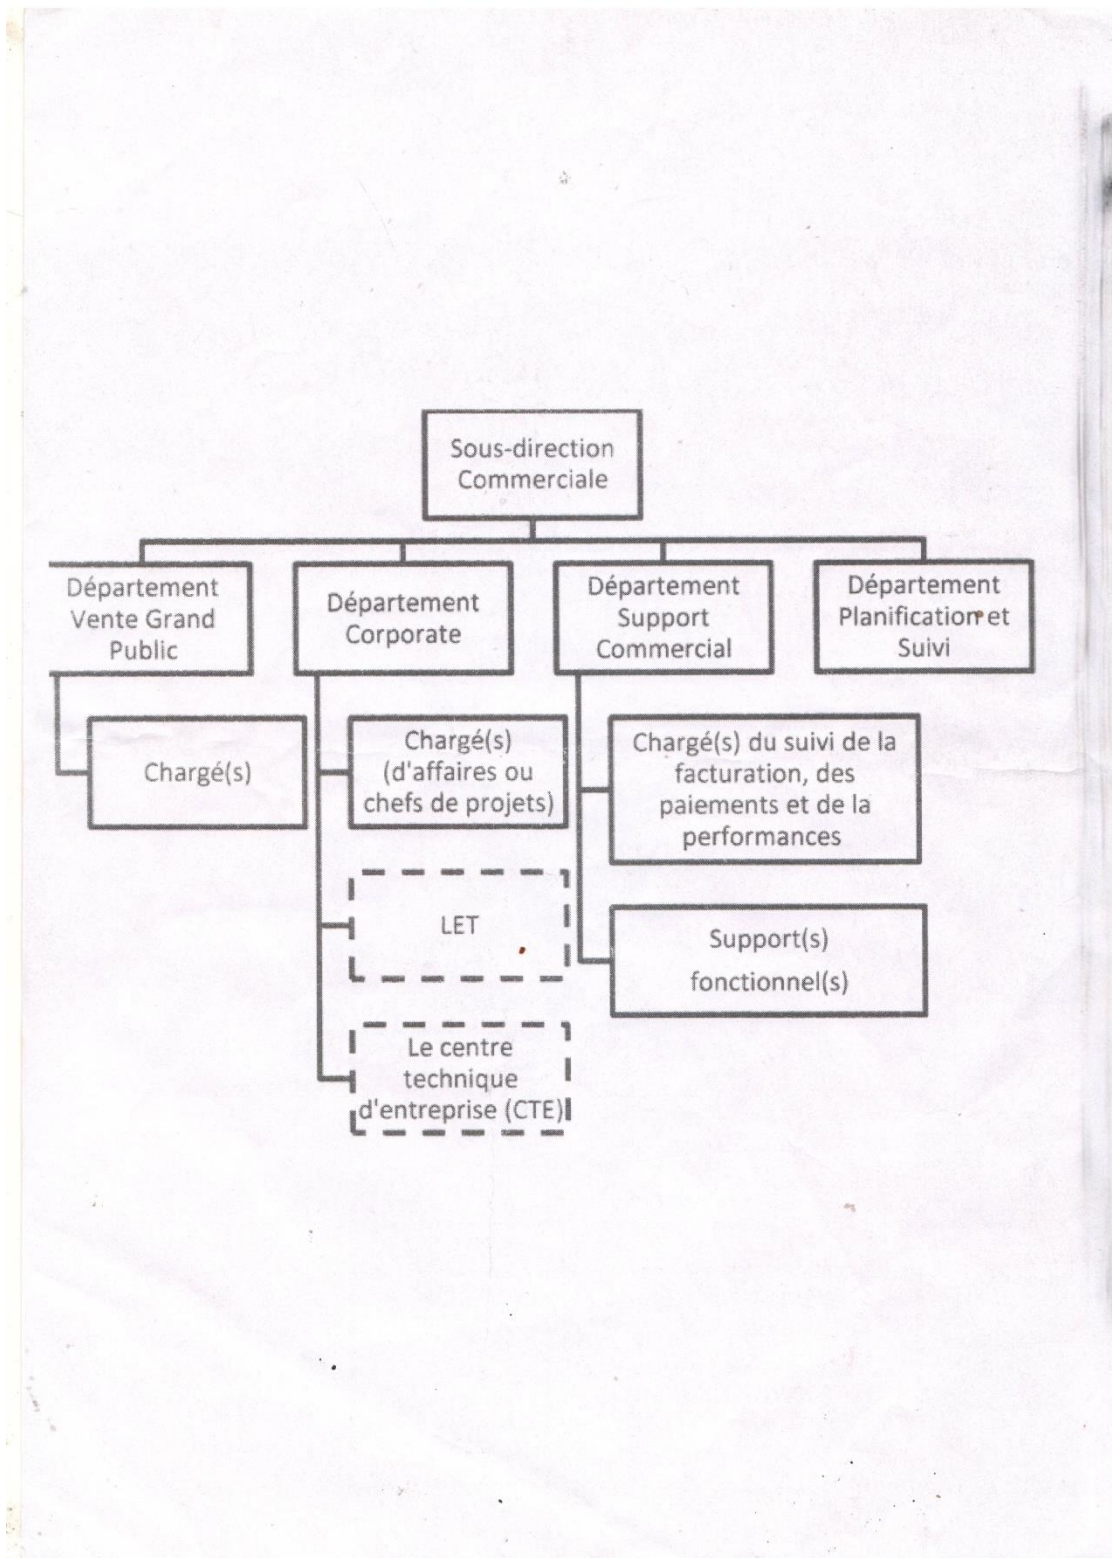 Sous-direction
Commerciale
Département
Vente Grand
Public
Département
Corporate
Département
Support
Commercial
Département
Planification et
Suivi
Chargé(s)
Chargé(s)
(d'affaires ou
chefs de projets)
Chargé(s) du suivi de la
facturation, des
paiements et de la
performances
LET
Support(s)
fonctionnel(s)
Le centre
technique
d'entreprise (CTE)